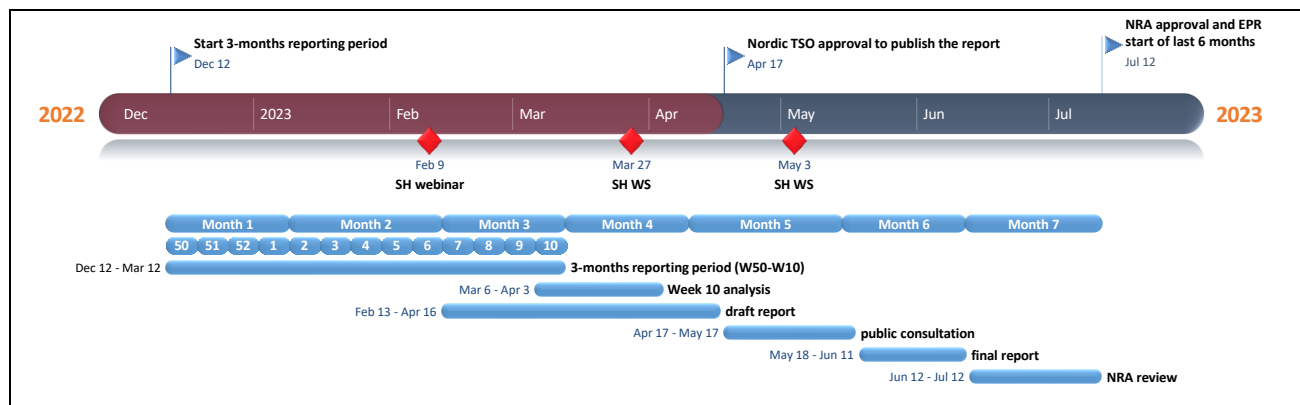 Start 3-months reporting period
Dec 12
Nordic TSO approval to publish the report
Apr 17
NRA approval and EPR
start of last 6 months
Jul 12
2022 Dec 2023 Feb Mar Apr May Jun Jul 2023
Feb 9
SH webinar
Mar 27
SH WS
May 3
SH WS
Month 1 Month 2 Month 3 Month 4 Month 5 Month 6 Month 7
50 51 52 1 2 3 4 5 6 7 8 9 10
Dec 12 - Mar 12 3-months reporting period (W50-W10)
Mar 6 - Apr 3 Week 10 analysis
Feb 13 - Apr 16 draft report
Apr 17 - May 17 public consultation
May 18 - Jun 11 final report
Jun 12 - Jul 12 NRA review